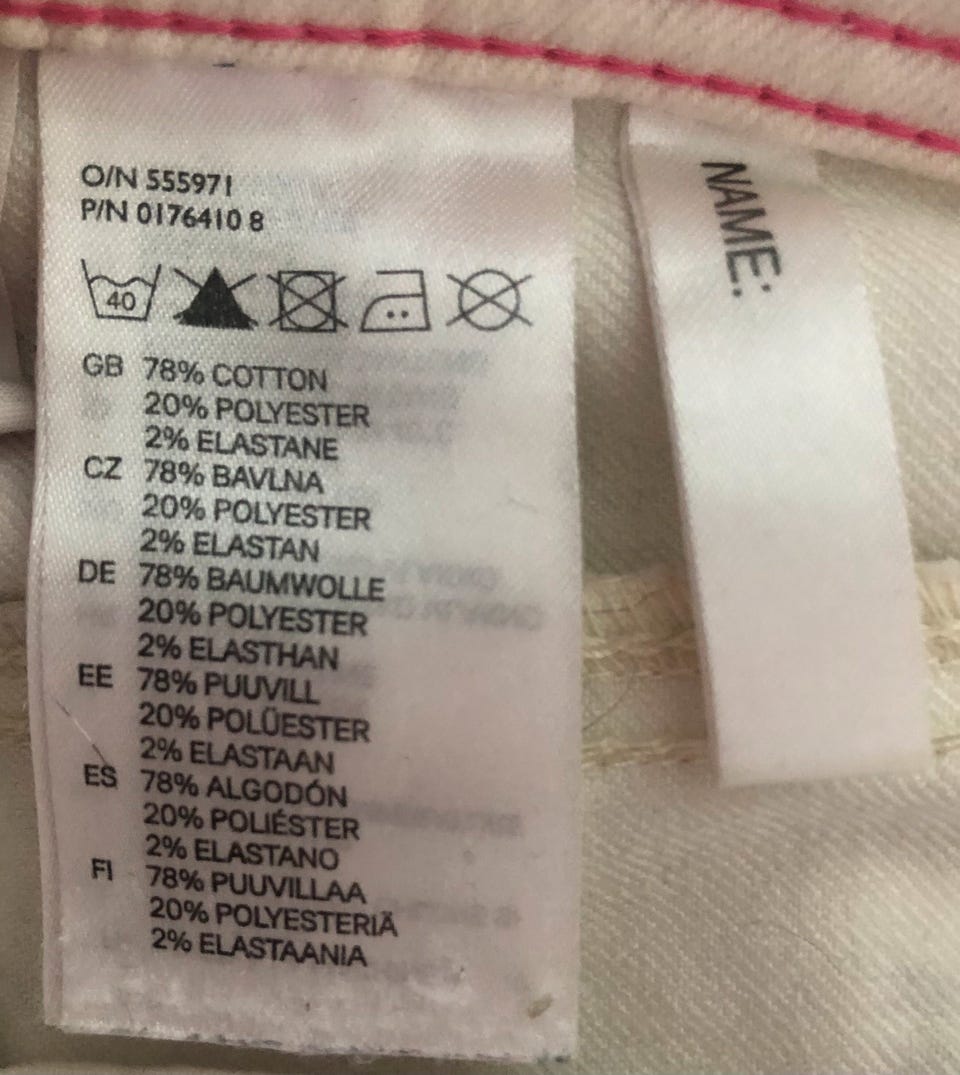 O/N 555971
P/N 0176410 8
40
GB 78% COTTON
20% POLYESTER
2% ELASTANE
CZ 78% BAVLNA
20% POLYESTER
2% ELASTAN
DE 78% BAUMWOLLE
20% POLYESTER
2% ELASTHAN
EE 78% PUUVILL
20% POLÜESTER
2% ELASTAAN
ES 78% ALGODÓN
20% POLIÉSTER
2% ELASTANO
FI 78% PUUVILLAA
20% POLYESTERIÄ
2% ELASTAANIA
NAME: